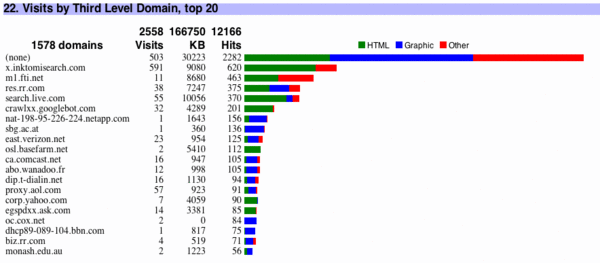 22. Visits by Third Level Domain, top 20
2558 166750 12166
1578 domains Visits KB Hits HTML Graphic Other
(none) 503 30223 2282
x.inktomisearch.com 591 9080 620
m1.fti.net 11 8680 463
res.rr.com 38 7247 375
search.live.com 55 10056 370
crawlxx.googlebot.com 32 4289 201
nat-198-95-226-224.netapp.com 1 1643 156
sbg.ac.at 1 360 136
east.verizon.net 23 954 125
osl.basefarm.net 2 5410 112
ca.comcast.net 16 947 105
abo.wanadoo.fr 12 998 105
dip.t-dialin.net 16 1130 94
proxy.aol.com 57 923 91
corp.yahoo.com 7 4059 90
egspdxx.ask.com 14 3381 85
oc.cox.net 2 0 84
dhcp89-089-104.bbn.com 1 817 75
biz.rr.com 4 519 71
monash.edu.au 2 1223 56